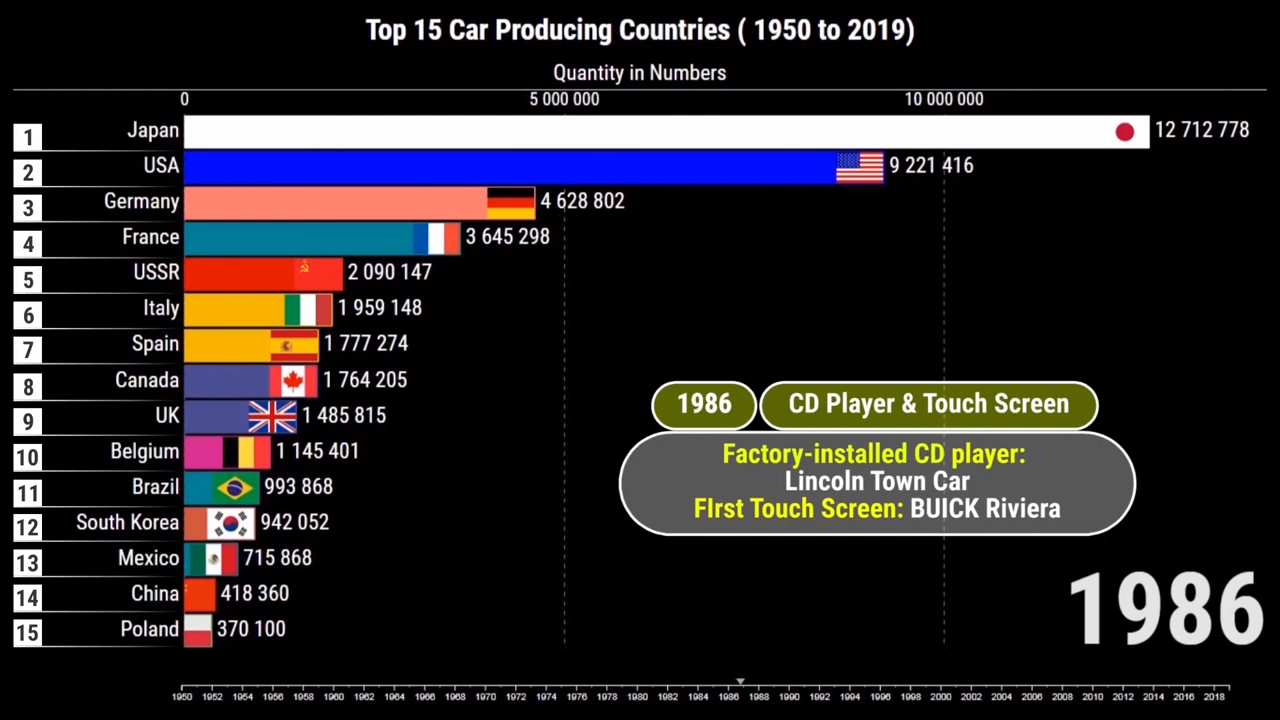 Top 15 Car Producing Countries ( 1950 to 2019)
Quantity in Numbers
0 5 000 000 10 000 000
1 Japan 12 712 778
2 USA 9 221 416
3 Germany 4 628 802
4 France 3 645 298
5 USSR 2 090 147
6 Italy 1 959 148
7 Spain 1 777 274
8 Canada 1 764 205
9 UK 1 485 815
10 Belgium 1 145 401
11 Brazil 993 868
12 South Korea 942 052
13 Mexico 715 868
14 China 418 360
15 Poland 370 100
1986 CD Player & Touch Screen
Factory-installed CD player:
Lincoln Town Car
FIrst Touch Screen: BUICK Riviera
1986
1950 1952 1954 1956 1958 1960 1962 1964 1966 1968 1970 1972 1974 1976 1978 1980 1982 1984 1986 1988 1990 1992 1994 1996 1998 2000 2002 2004 2006 2008 2010 2012 2014 2016 2018